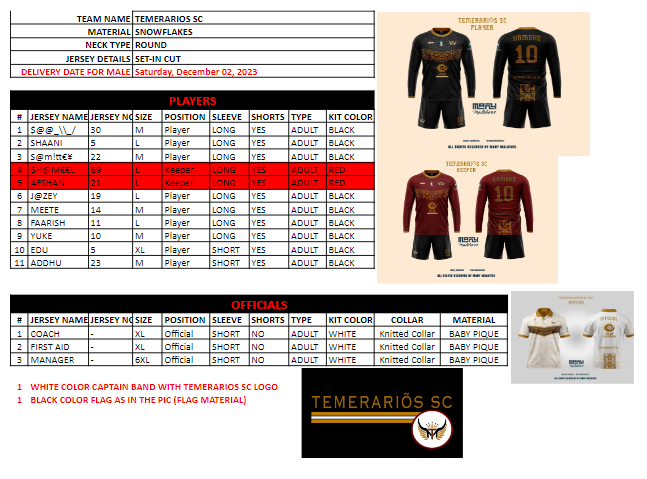 TEAM NAME TEMERARIOS SC
MATERIAL SNOWFLAKES
NECK TYPE ROUND
JERSEY DETAILS SET-IN CUT
DELIVERY DATE FOR MALE Saturday, December 02, 2023
PLAYERS
# JERSEY NAME JERSEY NO SIZE POSITION SLEEVE SHORTS TYPE KIT COLOR
1 $@@_\\_/ 30 M Player LONG YES ADULT BLACK
2 SHAANI 5 L Player LONG YES ADULT BLACK
3 S@m!tt€¥ 22 M Player LONG YES ADULT BLACK
4 SH@M€€L 69 L Keeper LONG YES ADULT RED
5 AFSHAN 21 L Keeper LONG YES ADULT RED
6 J@ZEY 19 L Player LONG YES ADULT BLACK
7 MEETE 14 M Player LONG YES ADULT BLACK
8 FAARISH 11 L Player LONG YES ADULT BLACK
9 YUKE 10 M Player LONG YES ADULT BLACK
10 EDU 5 XL Player SHORT YES ADULT BLACK
11 ADDHU 23 M Player SHORT YES ADULT BLACK
TEMERARIOS SC
PLAYER
10
MADAY
Maldives
ALL RIGHTS RESERVED BY MADY MALDIVES
TEMERARIOS SC
KEEPER
10
ALL RIGHTS RESERVED BY MADY MALDIVES
OFFICIALS
# JERSEY NAME JERSEY NO SIZE POSITION SLEEVE SHORTS TYPE KIT COLOR COLLAR MATERIAL
1 COACH - XL Official SHORT NO ADULT WHITE Knitted Collar BABY PIQUE
2 FIRST AID - XL Official SHORT NO ADULT WHITE Knitted Collar BABY PIQUE
3 MANAGER - 6XL Official SHORT NO ADULT WHITE Knitted Collar BABY PIQUE
TEMERARIOS SC
OFFICIAL
1 WHITE COLOR CAPTAIN BAND WITH TEMERARIOS SC LOGO
1 BLACK COLOR FLAG AS IN THE PIC (FLAG MATERIAL)
TEMERARIÕS SC